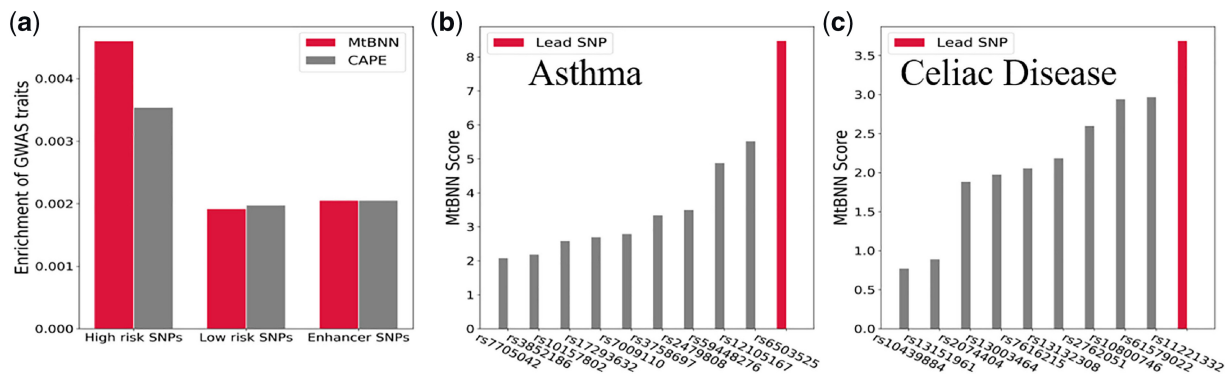 (a)
Enrichment of GWAS traits
0.004
0.003
0.002
0.001
0.000
MtBNN
CAPE
High risk SNPs
Low risk SNPs
Enhancer SNPs
(b)
MtBNN Score
8
7
6
5
4
3
2
1
0
Lead SNP
Asthma
rs7705042
rs3852186
rs10157802
rs17293632
rs7009110
rs3758697
rs2479808
rs59448276
rs12105167
rs6503525
(c)
MtBNN Score
3.5
3.0
2.5
2.0
1.5
1.0
0.5
0.0
Lead SNP
Celiac Disease
rs10439884
rs13151961
rs2074404
rs13003464
rs7616215
rs13132308
rs2762051
rs10800746
rs61579022
rs11221332